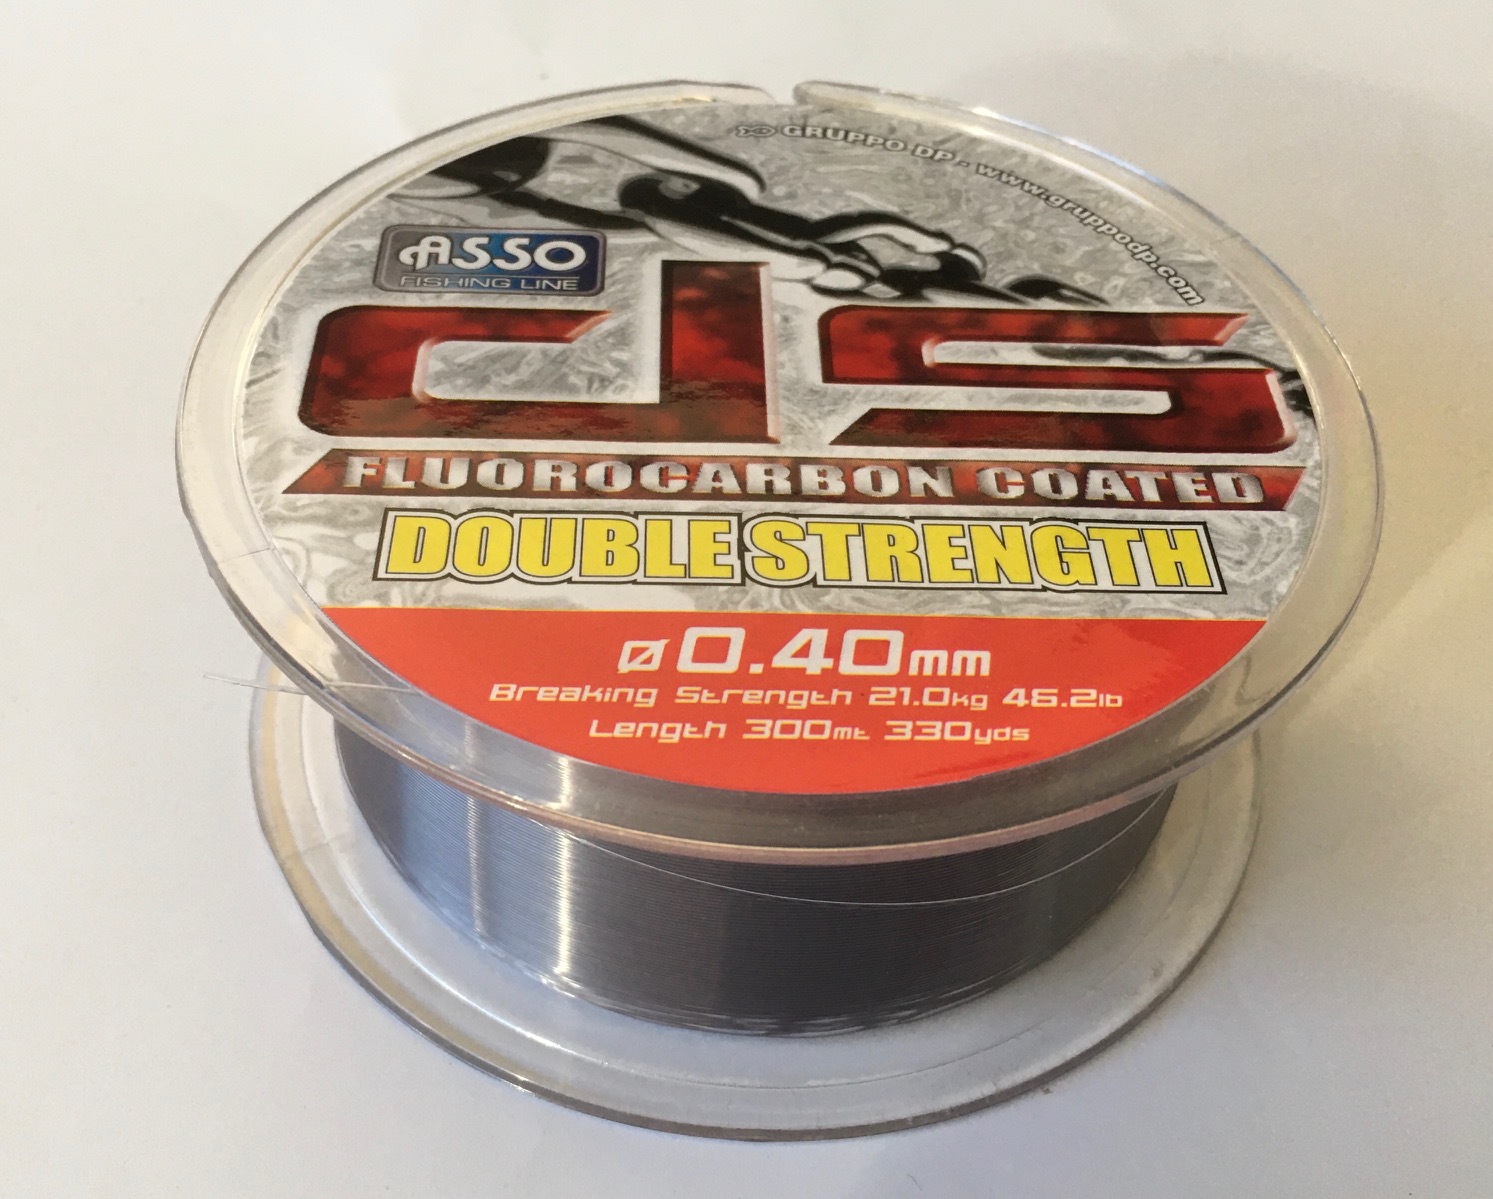 GRUPPO DP - www.gruppodp.com
ASSO
FISHING LINE
ds
FLUOROCARBON COATED
DOUBLE STRENGTH
ø0.40mm
Breaking Strength 21.0kg 46.2lb
Length 300mt 330yds